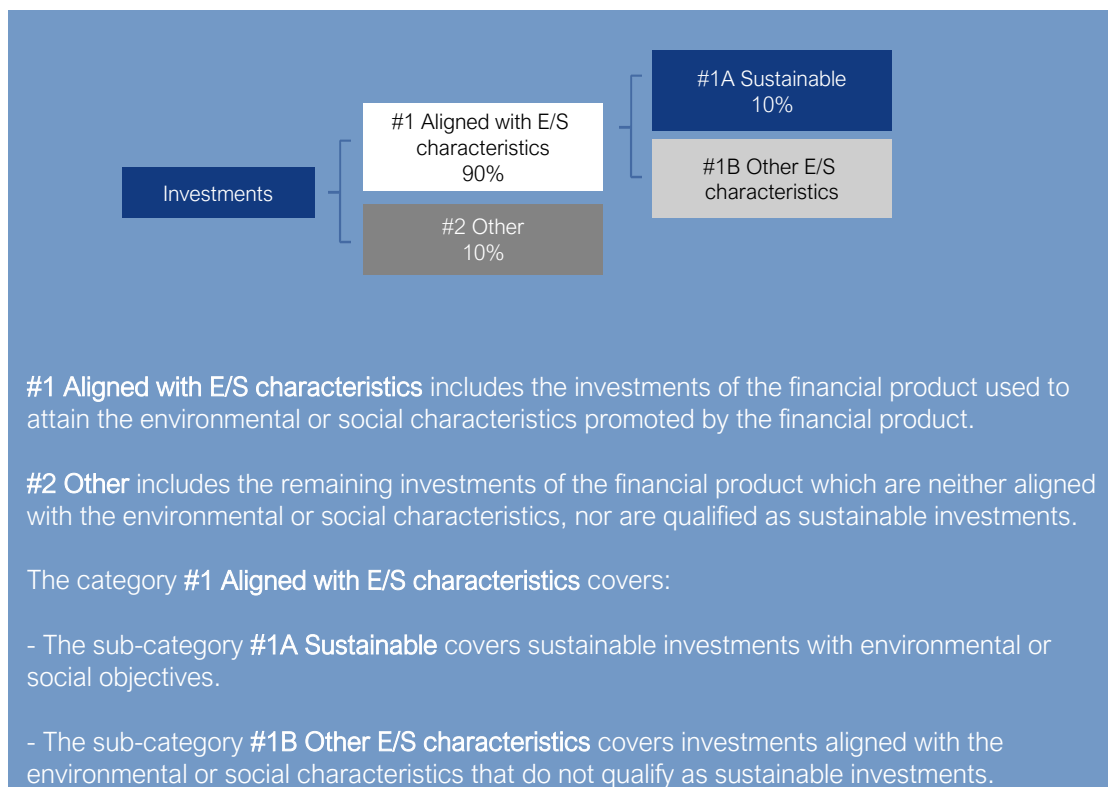 #1A Sustainable
10%
#1 Aligned with E/S
characteristics
90%
#1B Other E/S
characteristics
Investments
#2 Other
10%
#1 Aligned with E/S characteristics includes the investments of the financial product used to
attain the environmental or social characteristics promoted by the financial product.
#2 Other includes the remaining investments of the financial product which are neither aligned
with the environmental or social characteristics, nor are qualified as sustainable investments.
The category #1 Aligned with E/S characteristics covers:
- The sub-category #1A Sustainable covers sustainable investments with environmental or
social objectives.
- The sub-category #1B Other E/S characteristics covers investments aligned with the
environmental or social characteristics that do not qualify as sustainable investments.